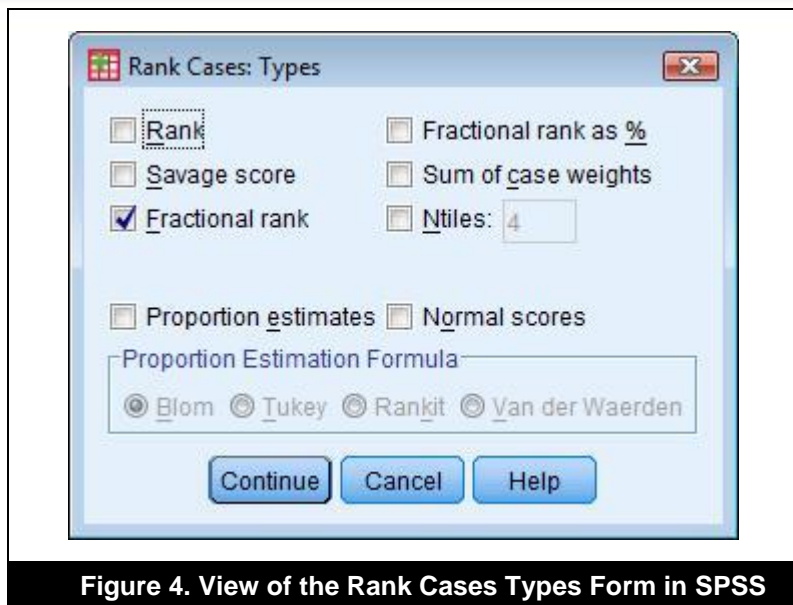 Rank Cases: Types
Rank
Fractional rank as %
Savage score
Sum of case weights
Fractional rank
Ntiles: 4
Proportion estimates
Normal scores
Proportion Estimation Formula
Blom Tukey Rankit Van der Waerden
Continue Cancel Help
Figure 4. View of the Rank Cases Types Form in SPSS